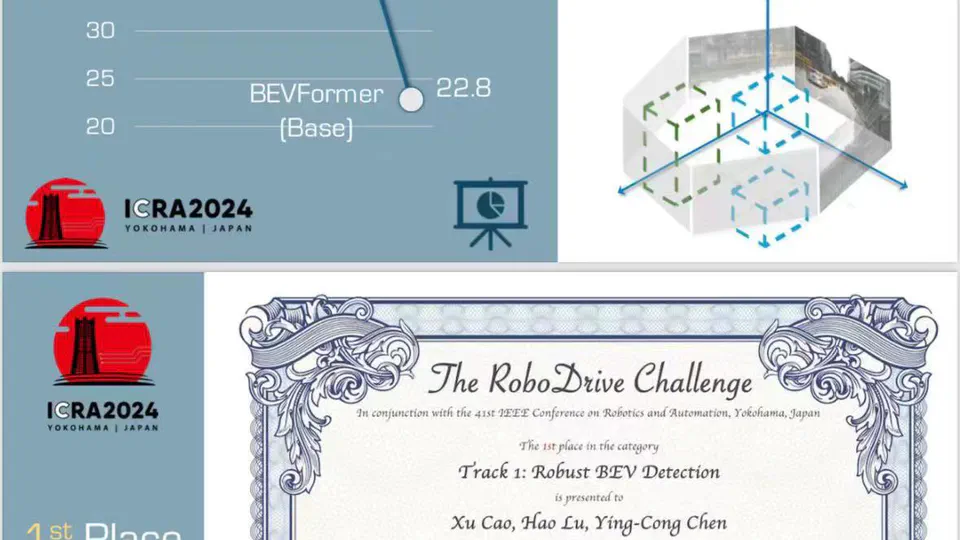 30
25
BEVFormer
22.8
(Base)
20
ICRA2024
YOKOHAMA | JAPAN
ICRA2024
YOKOHAMA | JAPAN
1st Place
The RoboDrive Challenge
In conjunction with the 41st IEEE Conference on Robotics and Automation, Yokohama, Japan
The 1st place in the category
Track 1: Robust BEV Detection
is presented to
Xu Cao, Hao Lu, Ying-Cong Chen